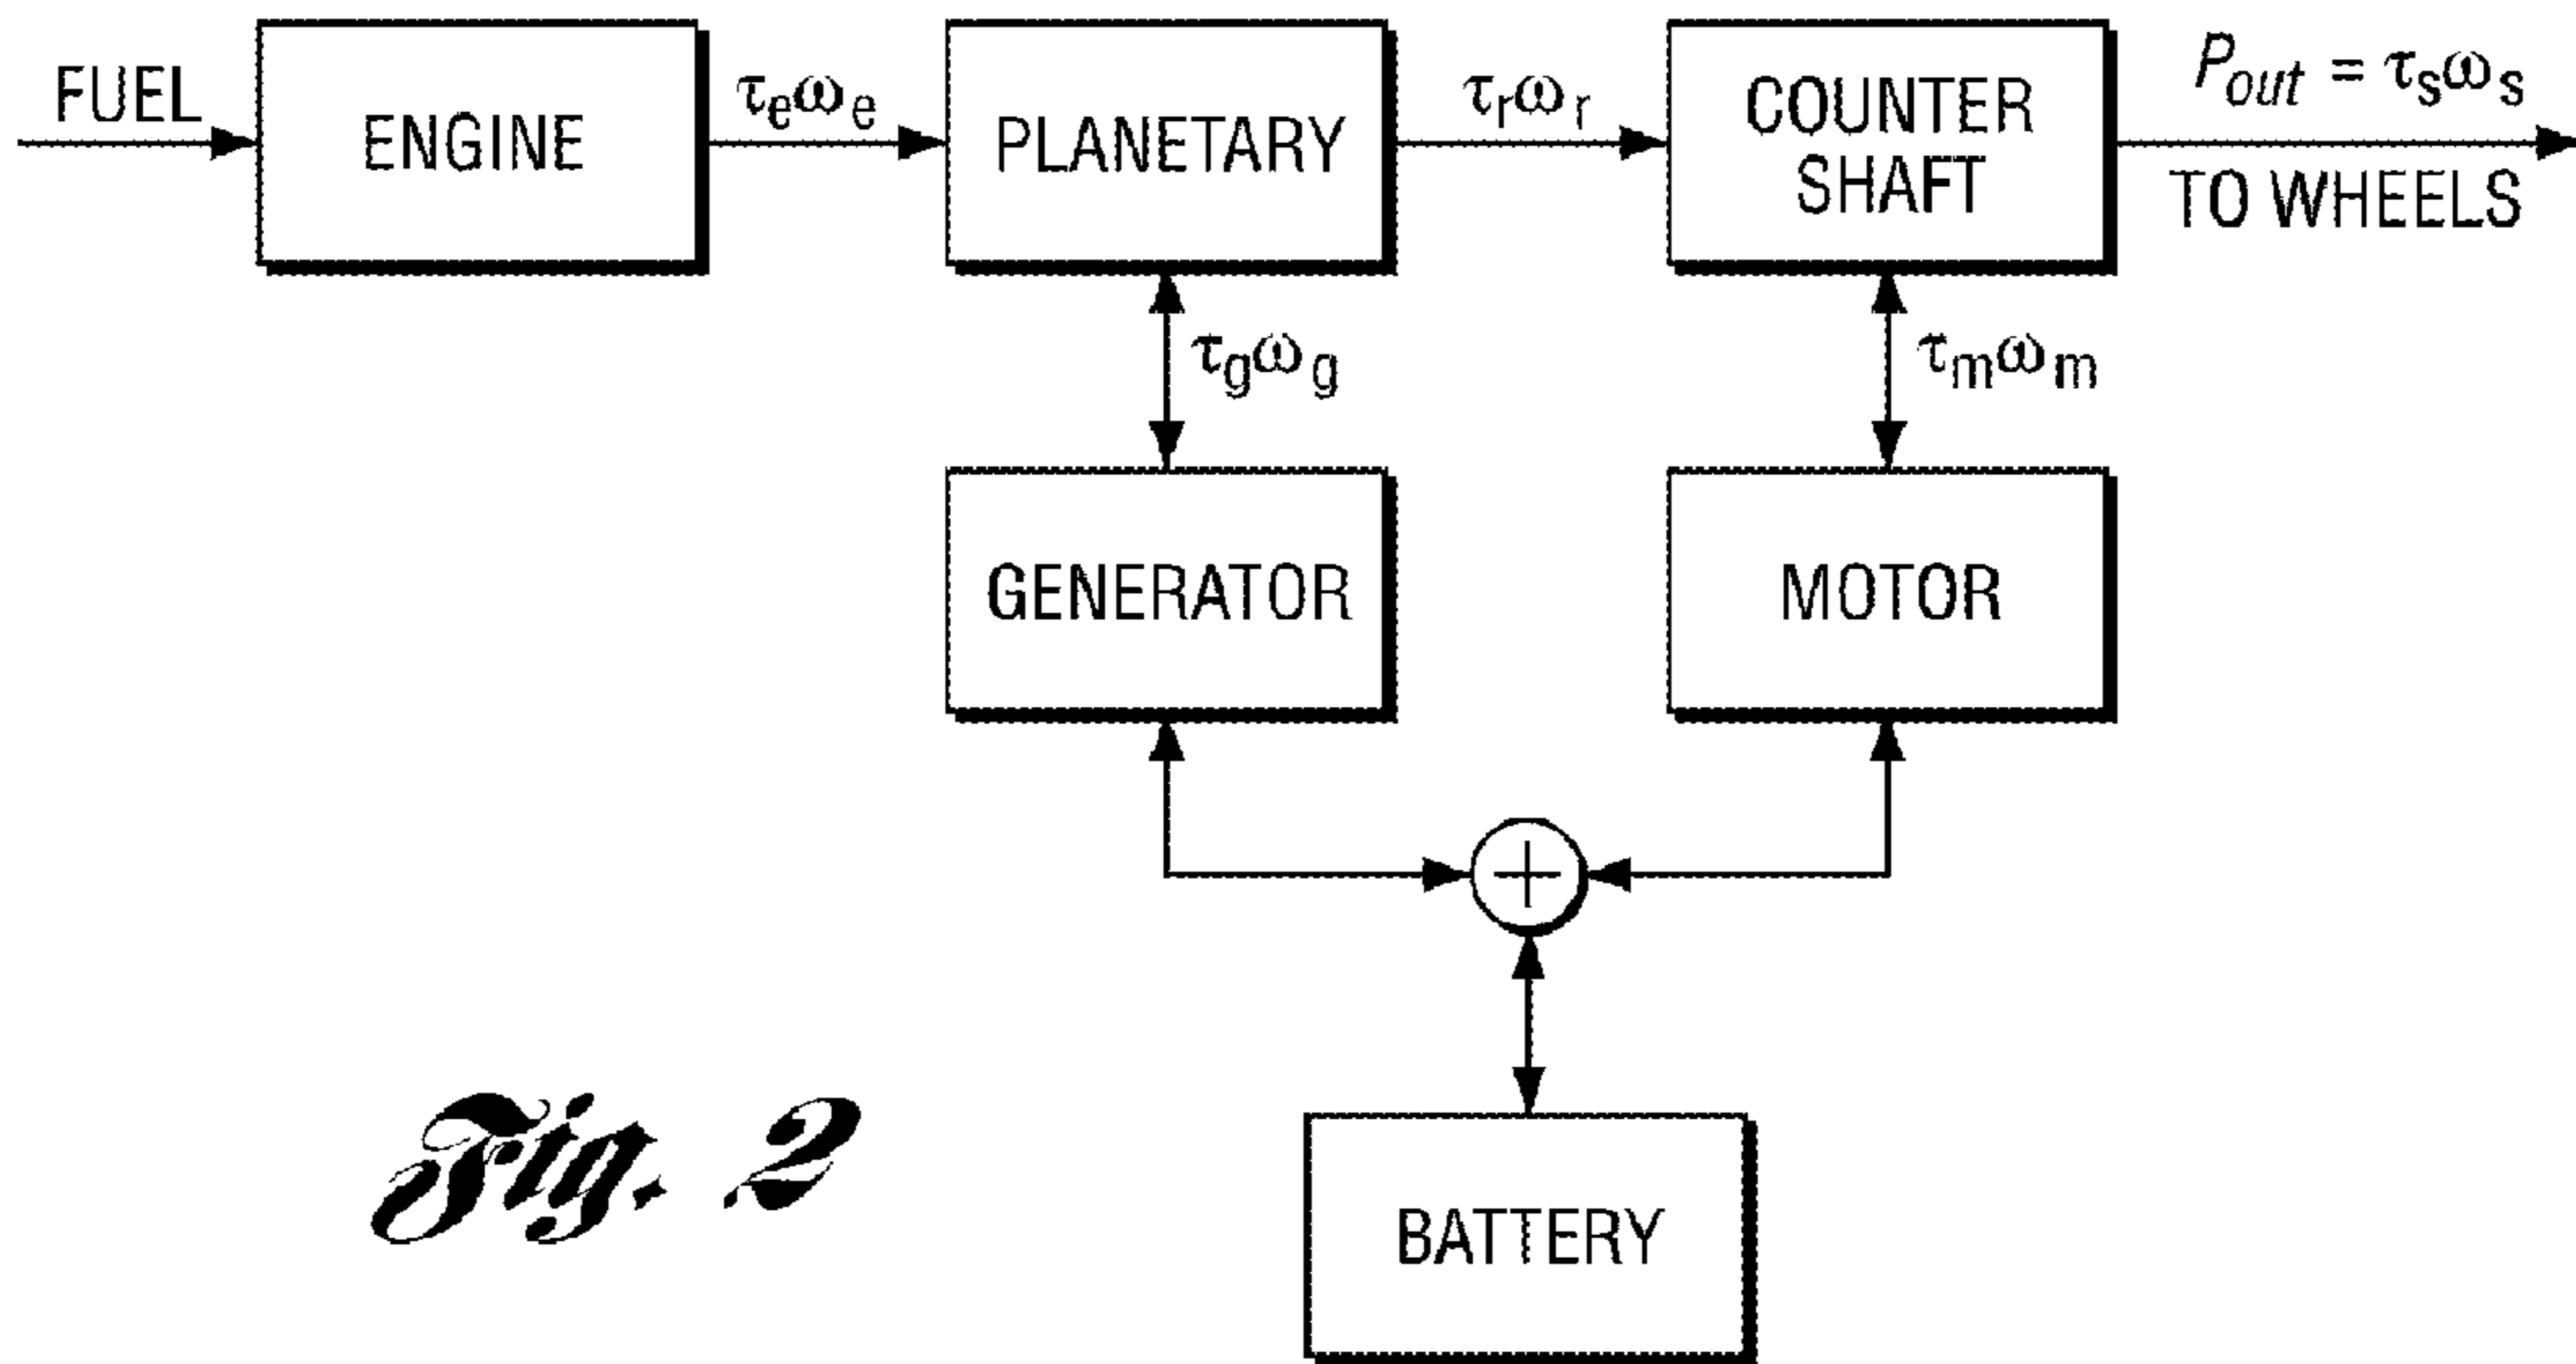 FUEL
ENGINE
τeωe
PLANETARY
τrωr
COUNTER
SHAFT
Pout = τsωs
TO WHEELS
τgωg
τmωm
GENERATOR
MOTOR
+
BATTERY
Fig. 2